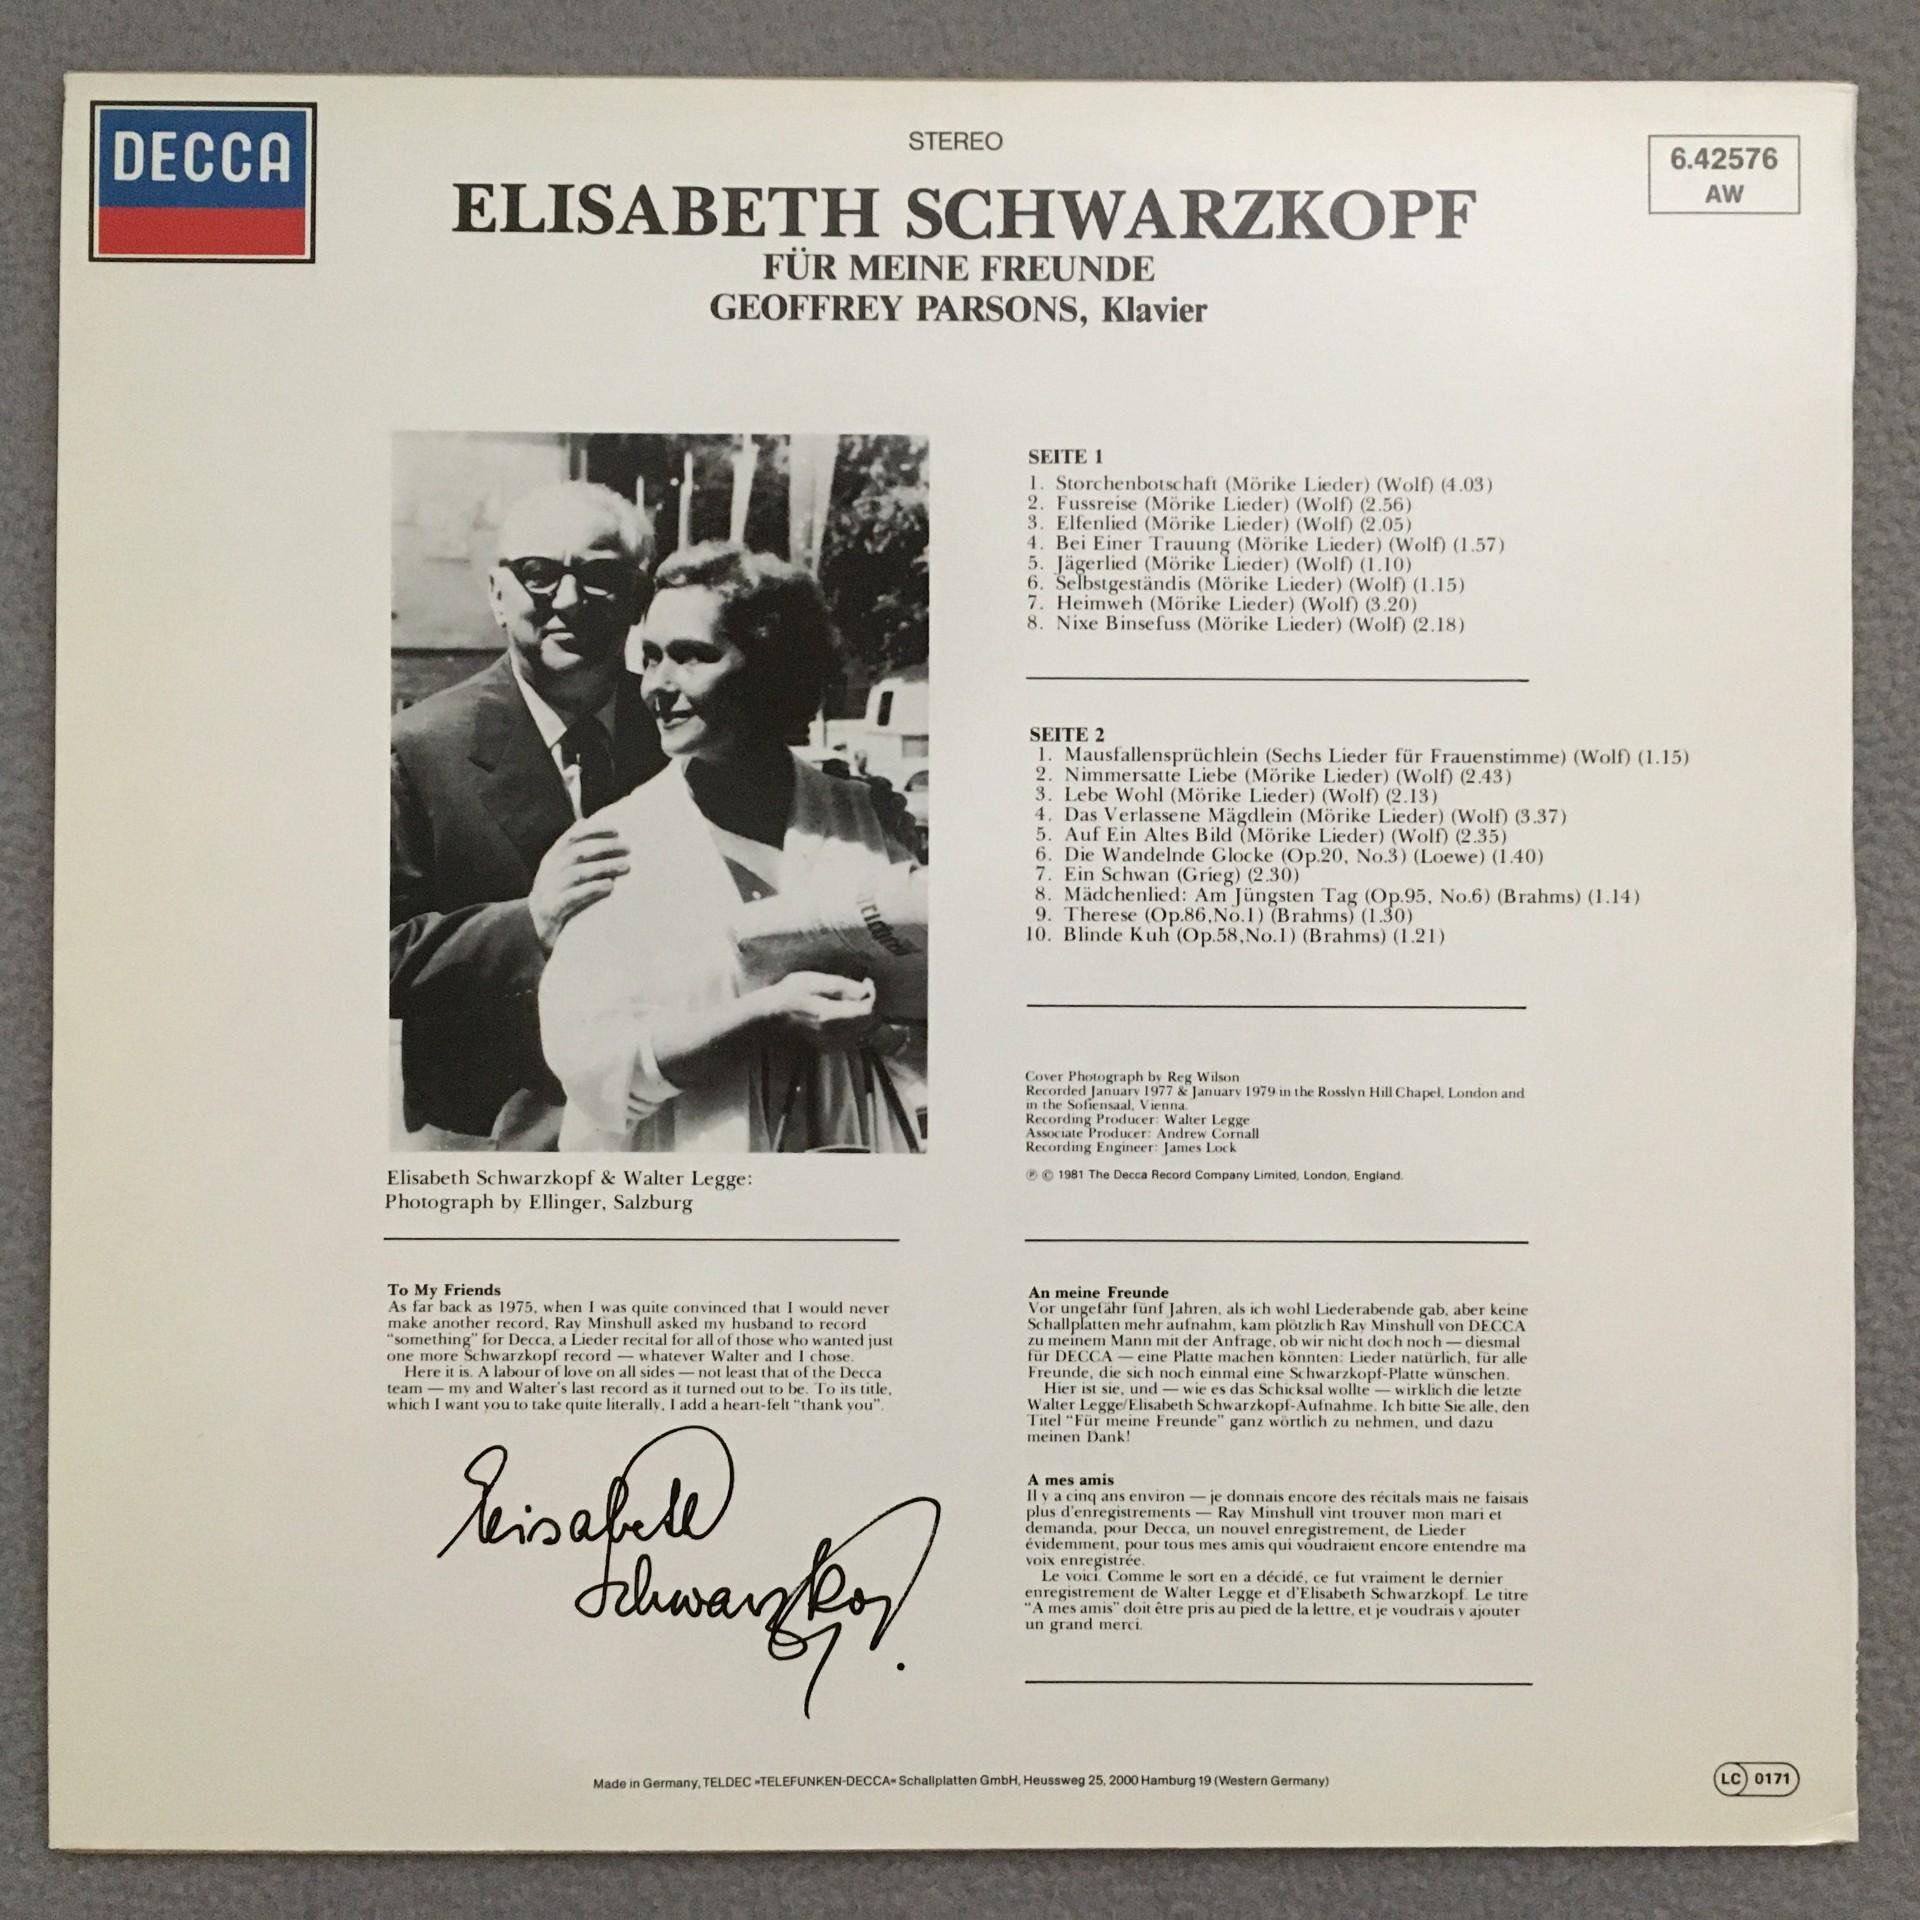 DECCA
STEREO
6.42576
AW
ELISABETH SCHWARZKOPF
FÜR MEINE FREUNDE
GEOFFREY PARSONS, Klavier
SEITE 1
1. Storchenbotschaft (Mörike Lieder) (Wolf) (4.03)
2. Fussreise (Mörike Lieder) (Wolf) (2.56)
3. Elfenlied (Mörike Lieder) (Wolf) (2.05)
4. Bei Einer Trauung (Mörike Lieder) (Wolf) (1.57)
5. Jägerlied (Mörike Lieder) (Wolf) (1.10)
6. Selbstgeständis (Mörike Lieder) (Wolf) (1.15)
7. Heimweh (Mörike Lieder) (Wolf) (3.20)
8. Nixe Binsefuss (Mörike Lieder) (Wolf) (2.18)
SEITE 2
1. Mausfallensprüchlein (Sechs Lieder für Frauenstimme) (Wolf) (1.15)
2. Nimmersatte Liebe (Mörike Lieder) (Wolf) (2.43)
3. Lebe Wohl (Mörike Lieder) (Wolf) (2.13)
4. Das Verlassene Mägdlein (Mörike Lieder) (Wolf) (3.37)
5. Auf Ein Altes Bild (Mörike Lieder) (Wolf) (2.35)
6. Die Wandelnde Glocke (Op.20, No.3) (Loewe) (1.40)
7. Ein Schwan (Grieg) (2.30)
8. Mädchenlied: Am Jüngsten Tag (Op.95, No.6) (Brahms) (1.14)
9. Therese (Op.86,No.1) (Brahms) (1.30)
10. Blinde Kuh (Op.58,No.1) (Brahms) (1.21)
Cover Photograph by Reg Wilson
Recorded January 1977 & January 1979 in the Rosslyn Hill Chapel, London and
in the Sofiensaal, Vienna.
Recording Producer: Walter Legge
Associate Producer: Andrew Cornall
Recording Engineer: James Lock
℗ © 1981 The Decca Record Company Limited, London, England.
Elisabeth Schwarzkopf & Walter Legge:
Photograph by Ellinger, Salzburg
To My Friends
As far back as 1975, when I was quite convinced that I would never
make another record, Ray Minshull asked my husband to record
“something” for Decca, a Lieder recital for all of those who wanted just
one more Schwarzkopf record — whatever Walter and I chose.
Here it is. A labour of love on all sides — not least that of the Decca
team — my and Walter's last record as it turned out to be. To its title,
which I want you to take quite literally, I add a heart-felt “thank you”.
Elisabeth
Schwarzkopf.
An meine Freunde
Vor ungefähr fünf Jahren, als ich wohl Liederabende gab, aber keine
Schallplatten mehr aufnahm, kam plötzlich Ray Minshull von DECCA
zu meinem Mann mit der Anfrage, ob wir nicht doch noch — diesmal
für DECCA — eine Platte machen könnten: Lieder natürlich, für alle
Freunde, die sich noch einmal eine Schwarzkopf-Platte wünschen.
Hier ist sie, und — wie es das Schicksal wollte — wirklich die letzte
Walter Legge/Elisabeth Schwarzkopf-Aufnahme. Ich bitte Sie alle, den
Titel “Für meine Freunde” ganz wörtlich zu nehmen, und dazu
meinen Dank!
A mes amis
Il y a cinq ans environ — je donnais encore des récitals mais ne faisais
plus d'enregistrements — Ray Minshull vint trouver mon mari et
demanda, pour Decca, un nouvel enregistrement, de Lieder
évidemment, pour tous mes amis qui voudraient encore entendre ma
voix enregistrée.
Le voici. Comme le sort en a décidé, ce fut vraiment le dernier
enregistrement de Walter Legge et d'Elisabeth Schwarzkopf. Le titre
“A mes amis” doit être pris au pied de la lettre, et je voudrais y ajouter
un grand merci.
Made in Germany, TELDEC »TELEFUNKEN-DECCA« Schallplatten GmbH, Heussweg 25, 2000 Hamburg 19 (Western Germany)
LC 0171